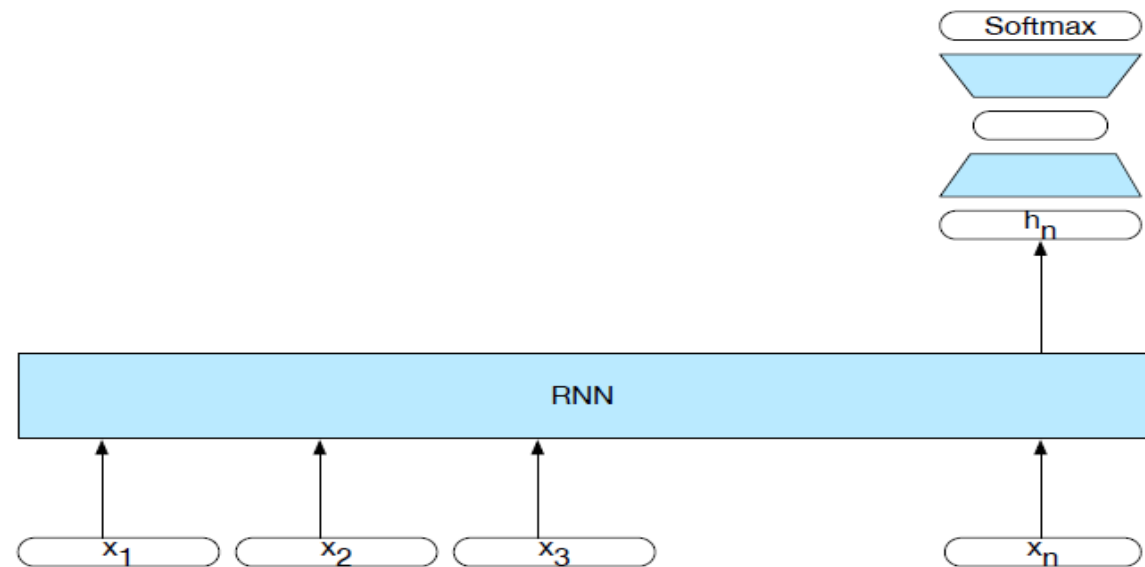 Softmax
hₙ
RNN
x₁ x₂ x₃ xₙ